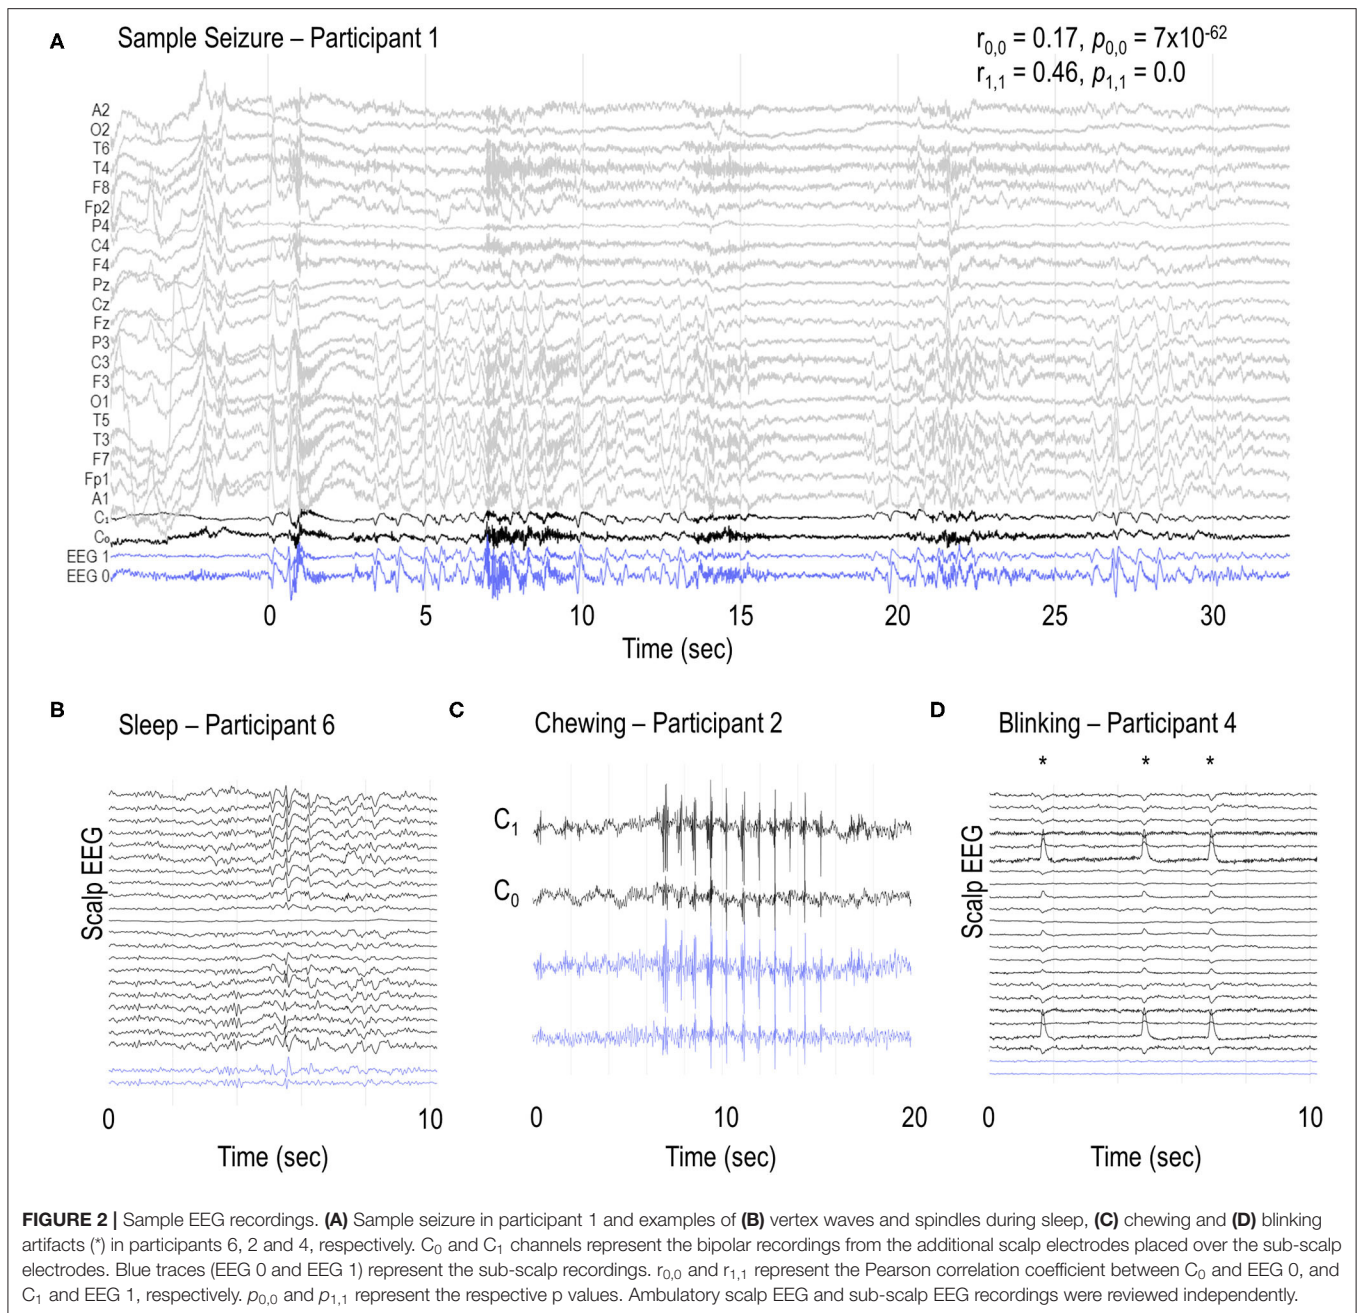 A Sample Seizure – Participant 1
r0,0 = 0.17, p0,0 = 7x10-62
r1,1 = 0.46, p1,1 = 0.0
A2
O2
T6
T4
F8
Fp2
P4
C4
F4
Pz
Cz
Fz
P3
C3
F3
O1
T5
T3
F7
Fp1
A1
C1
C0
EEG 1
EEG 0
0 5 10 15 20 25 30
Time (sec)
B Sleep – Participant 6
Scalp EEG
0 10
Time (sec)
C Chewing – Participant 2
C1
C0
0 10 20
Time (sec)
D Blinking – Participant 4
* * *
Scalp EEG
0 10
Time (sec)
FIGURE 2 | Sample EEG recordings. (A) Sample seizure in participant 1 and examples of (B) vertex waves and spindles during sleep, (C) chewing and (D) blinking
artifacts (*) in participants 6, 2 and 4, respectively. C0 and C1 channels represent the bipolar recordings from the additional scalp electrodes placed over the sub-scalp
electrodes. Blue traces (EEG 0 and EEG 1) represent the sub-scalp recordings. r0,0 and r1,1 represent the Pearson correlation coefficient between C0 and EEG 0, and
C1 and EEG 1, respectively. p0,0 and p1,1 represent the respective p values. Ambulatory scalp EEG and sub-scalp EEG recordings were reviewed independently.